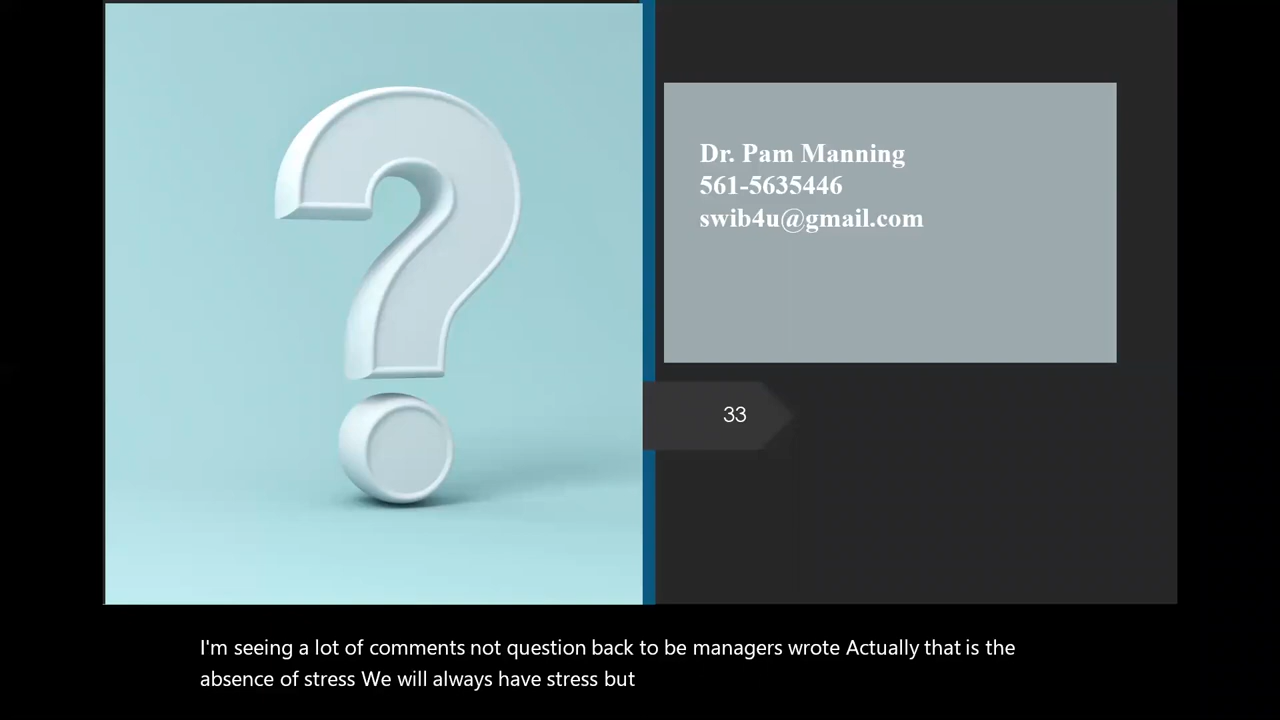 Dr. Pam Manning
561-5635446
swib4u@gmail.com
33
I'm seeing a lot of comments not question back to be managers wrote Actually that is the
absence of stress We will always have stress but